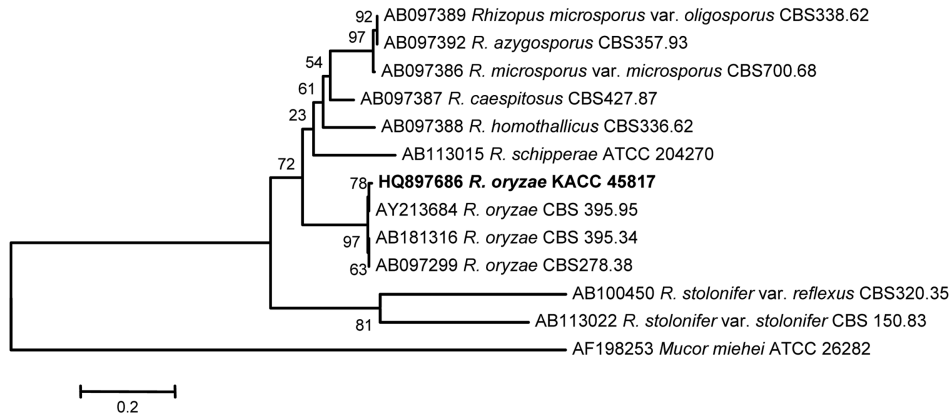 92 AB097389 Rhizopus microsporus var. oligosporus CBS338.62
97 AB097392 R. azygosporus CBS357.93
54 AB097386 R. microsporus var. microsporus CBS700.68
61 AB097387 R. caespitosus CBS427.87
23 AB097388 R. homothallicus CBS336.62
AB113015 R. schipperae ATCC 204270
72
78 HQ897686 R. oryzae KACC 45817
AY213684 R. oryzae CBS 395.95
97 AB181316 R. oryzae CBS 395.34
63 AB097299 R. oryzae CBS278.38
AB100450 R. stolonifer var. reflexus CBS320.35
81 AB113022 R. stolonifer var. stolonifer CBS 150.83
AF198253 Mucor miehei ATCC 26282
0.2